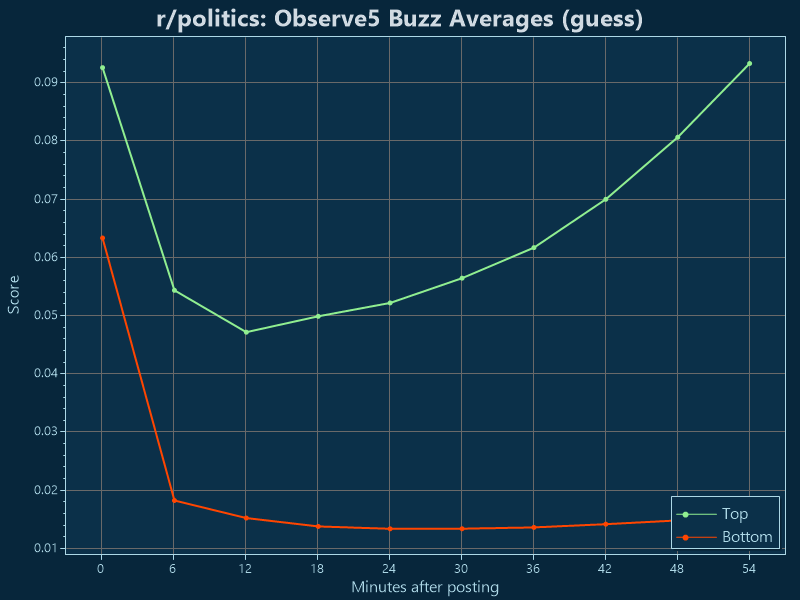 r/politics: Observe5 Buzz Averages (guess)
0.09
0.08
0.07
0.06
0.05
0.04
0.03
0.02
0.01
Score
Top
Bottom
0 6 12 18 24 30 36 42 48 54
Minutes after posting